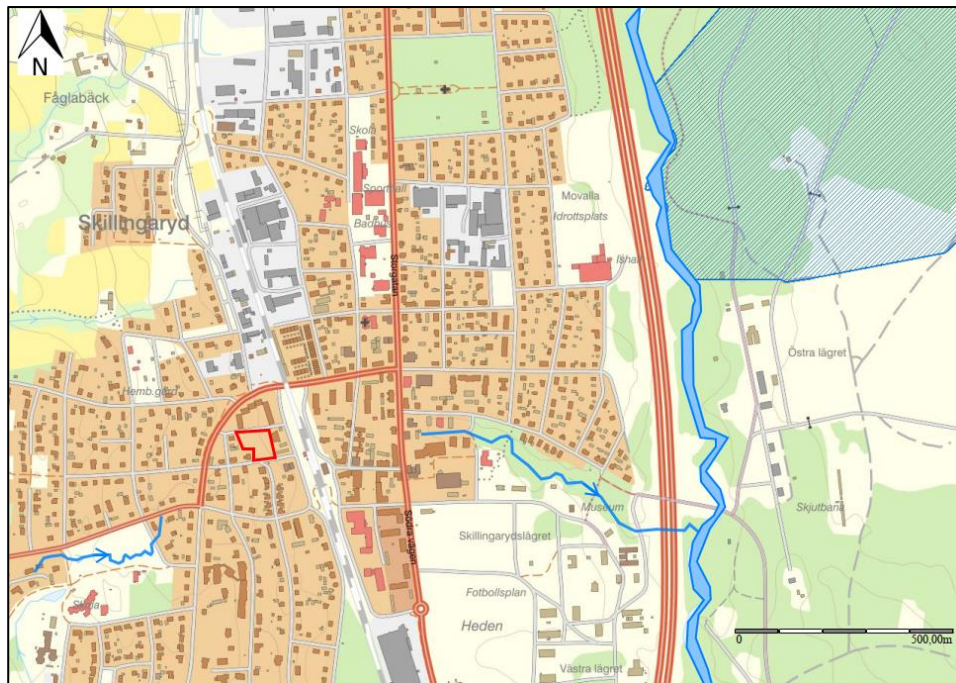 N
Fåglabäck
Skola
Sporthall
Skillingaryd
Badhus
Movalla
Idrottsplats
Storgatan
Ishall
Östra lägret
Hemb.gård
Museum
Skjutbana
Skillingarydslägret
Södra vägen
Fotbollsplan
Skola
Heden
0
500,00m
Västra lägret